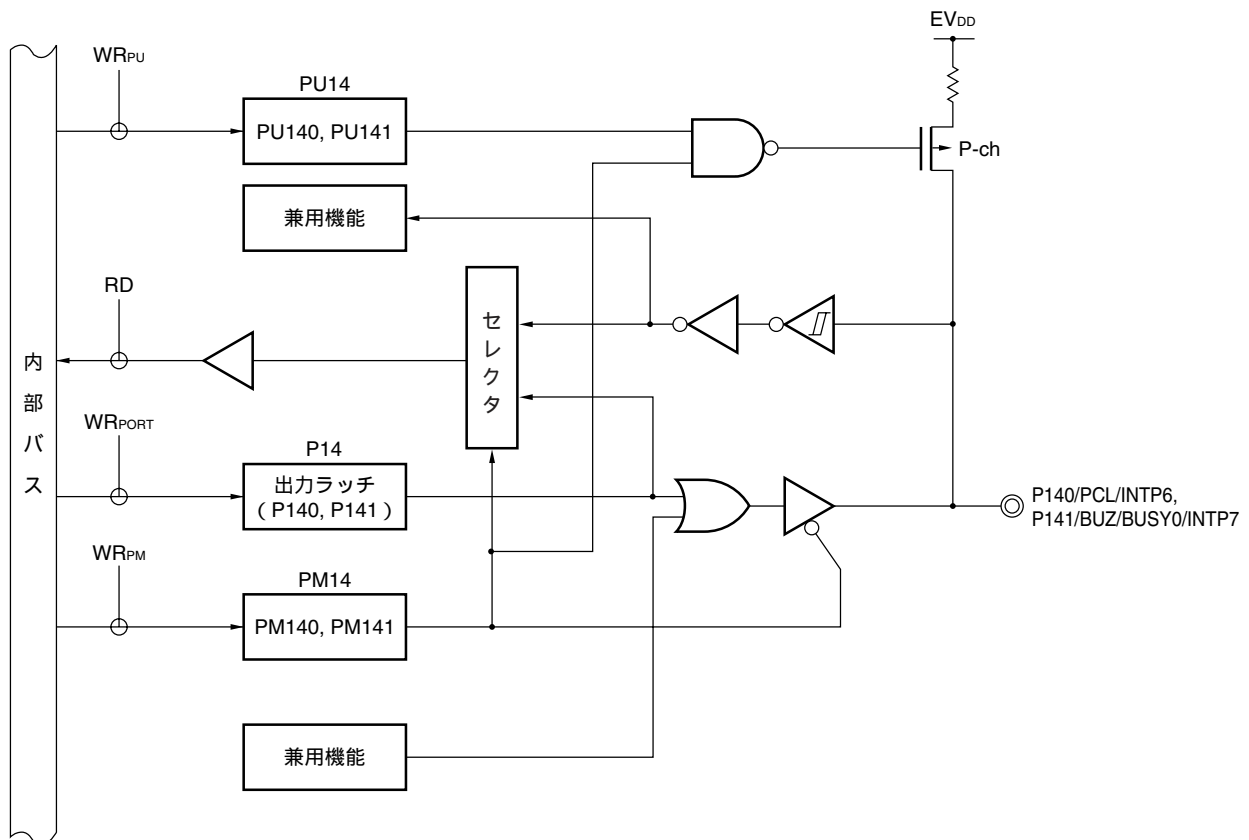 EVDD
WRPU
PU14
PU140, PU141
P-ch
兼用機能
RD
セレクタ
内部バス
WRPORT
P14
出力ラッチ
( P140, P141 )
P140/PCL/INTP6,
P141/BUZ/BUSY0/INTP7
WRPM
PM14
PM140, PM141
兼用機能